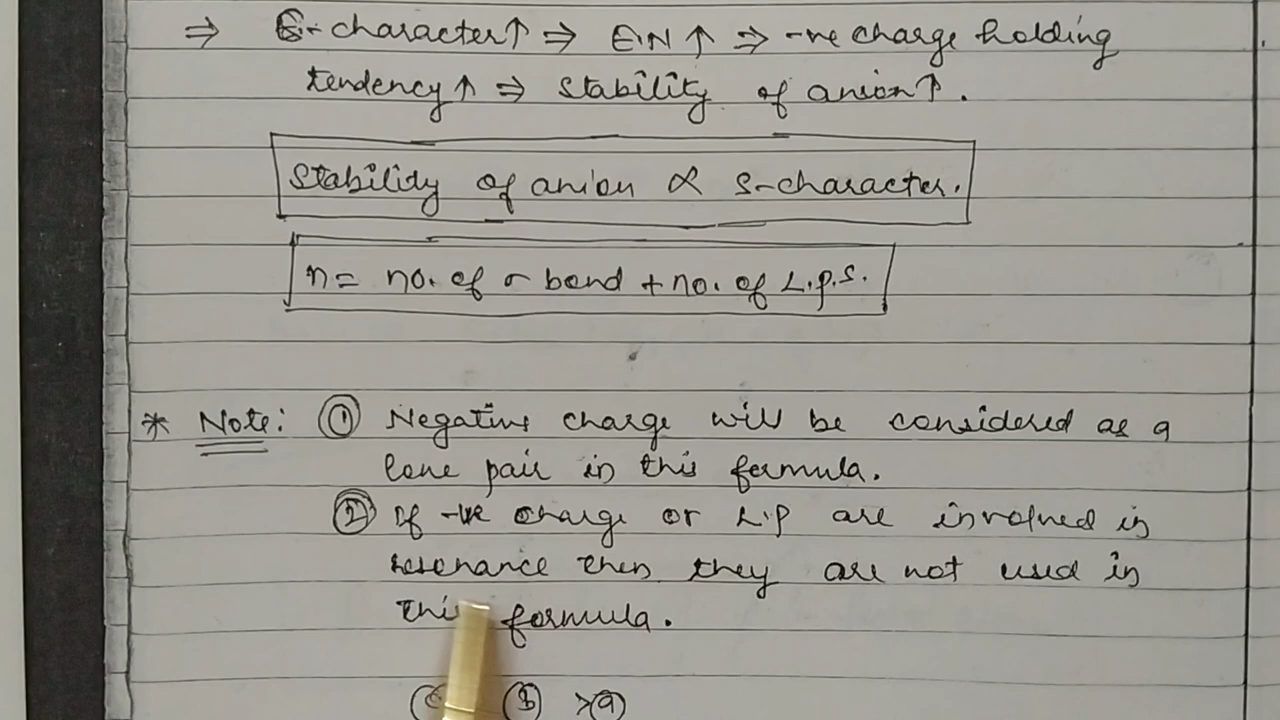 ⇒ S-character↑ ⇒ E.N↑ ⇒ -ve charge holding
tendency↑ ⇒ stability of anion↑.
Stability of anion ∝ s-character.
n = no. of σ bond + no. of L.p.s.
* Note: ① Negative charge will be considered as a
lone pair in this formula.
② If -ve charge or L.P are involved in
resonance then they are not used in
this formula.
> ⓐ